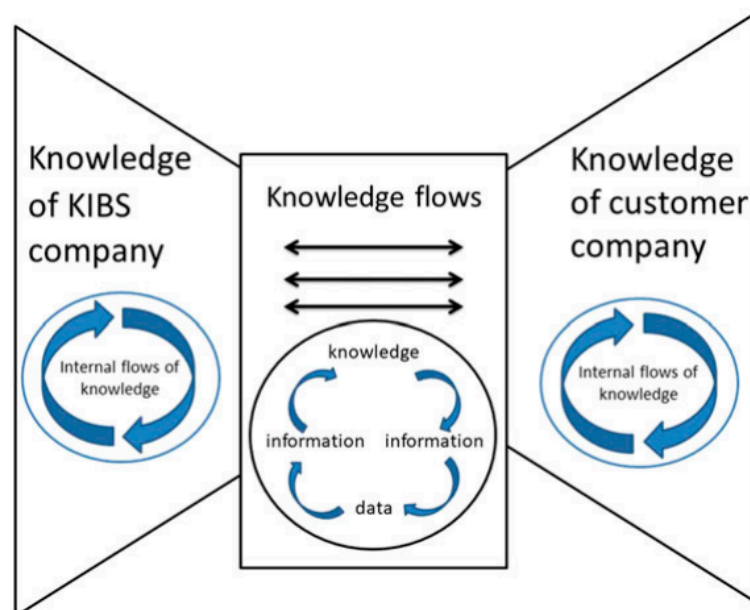 Knowledge
of KIBS
company
Internal flows of
knowledge
Knowledge flows
knowledge
information
information
data
Knowledge
of customer
company
Internal flows of
knowledge